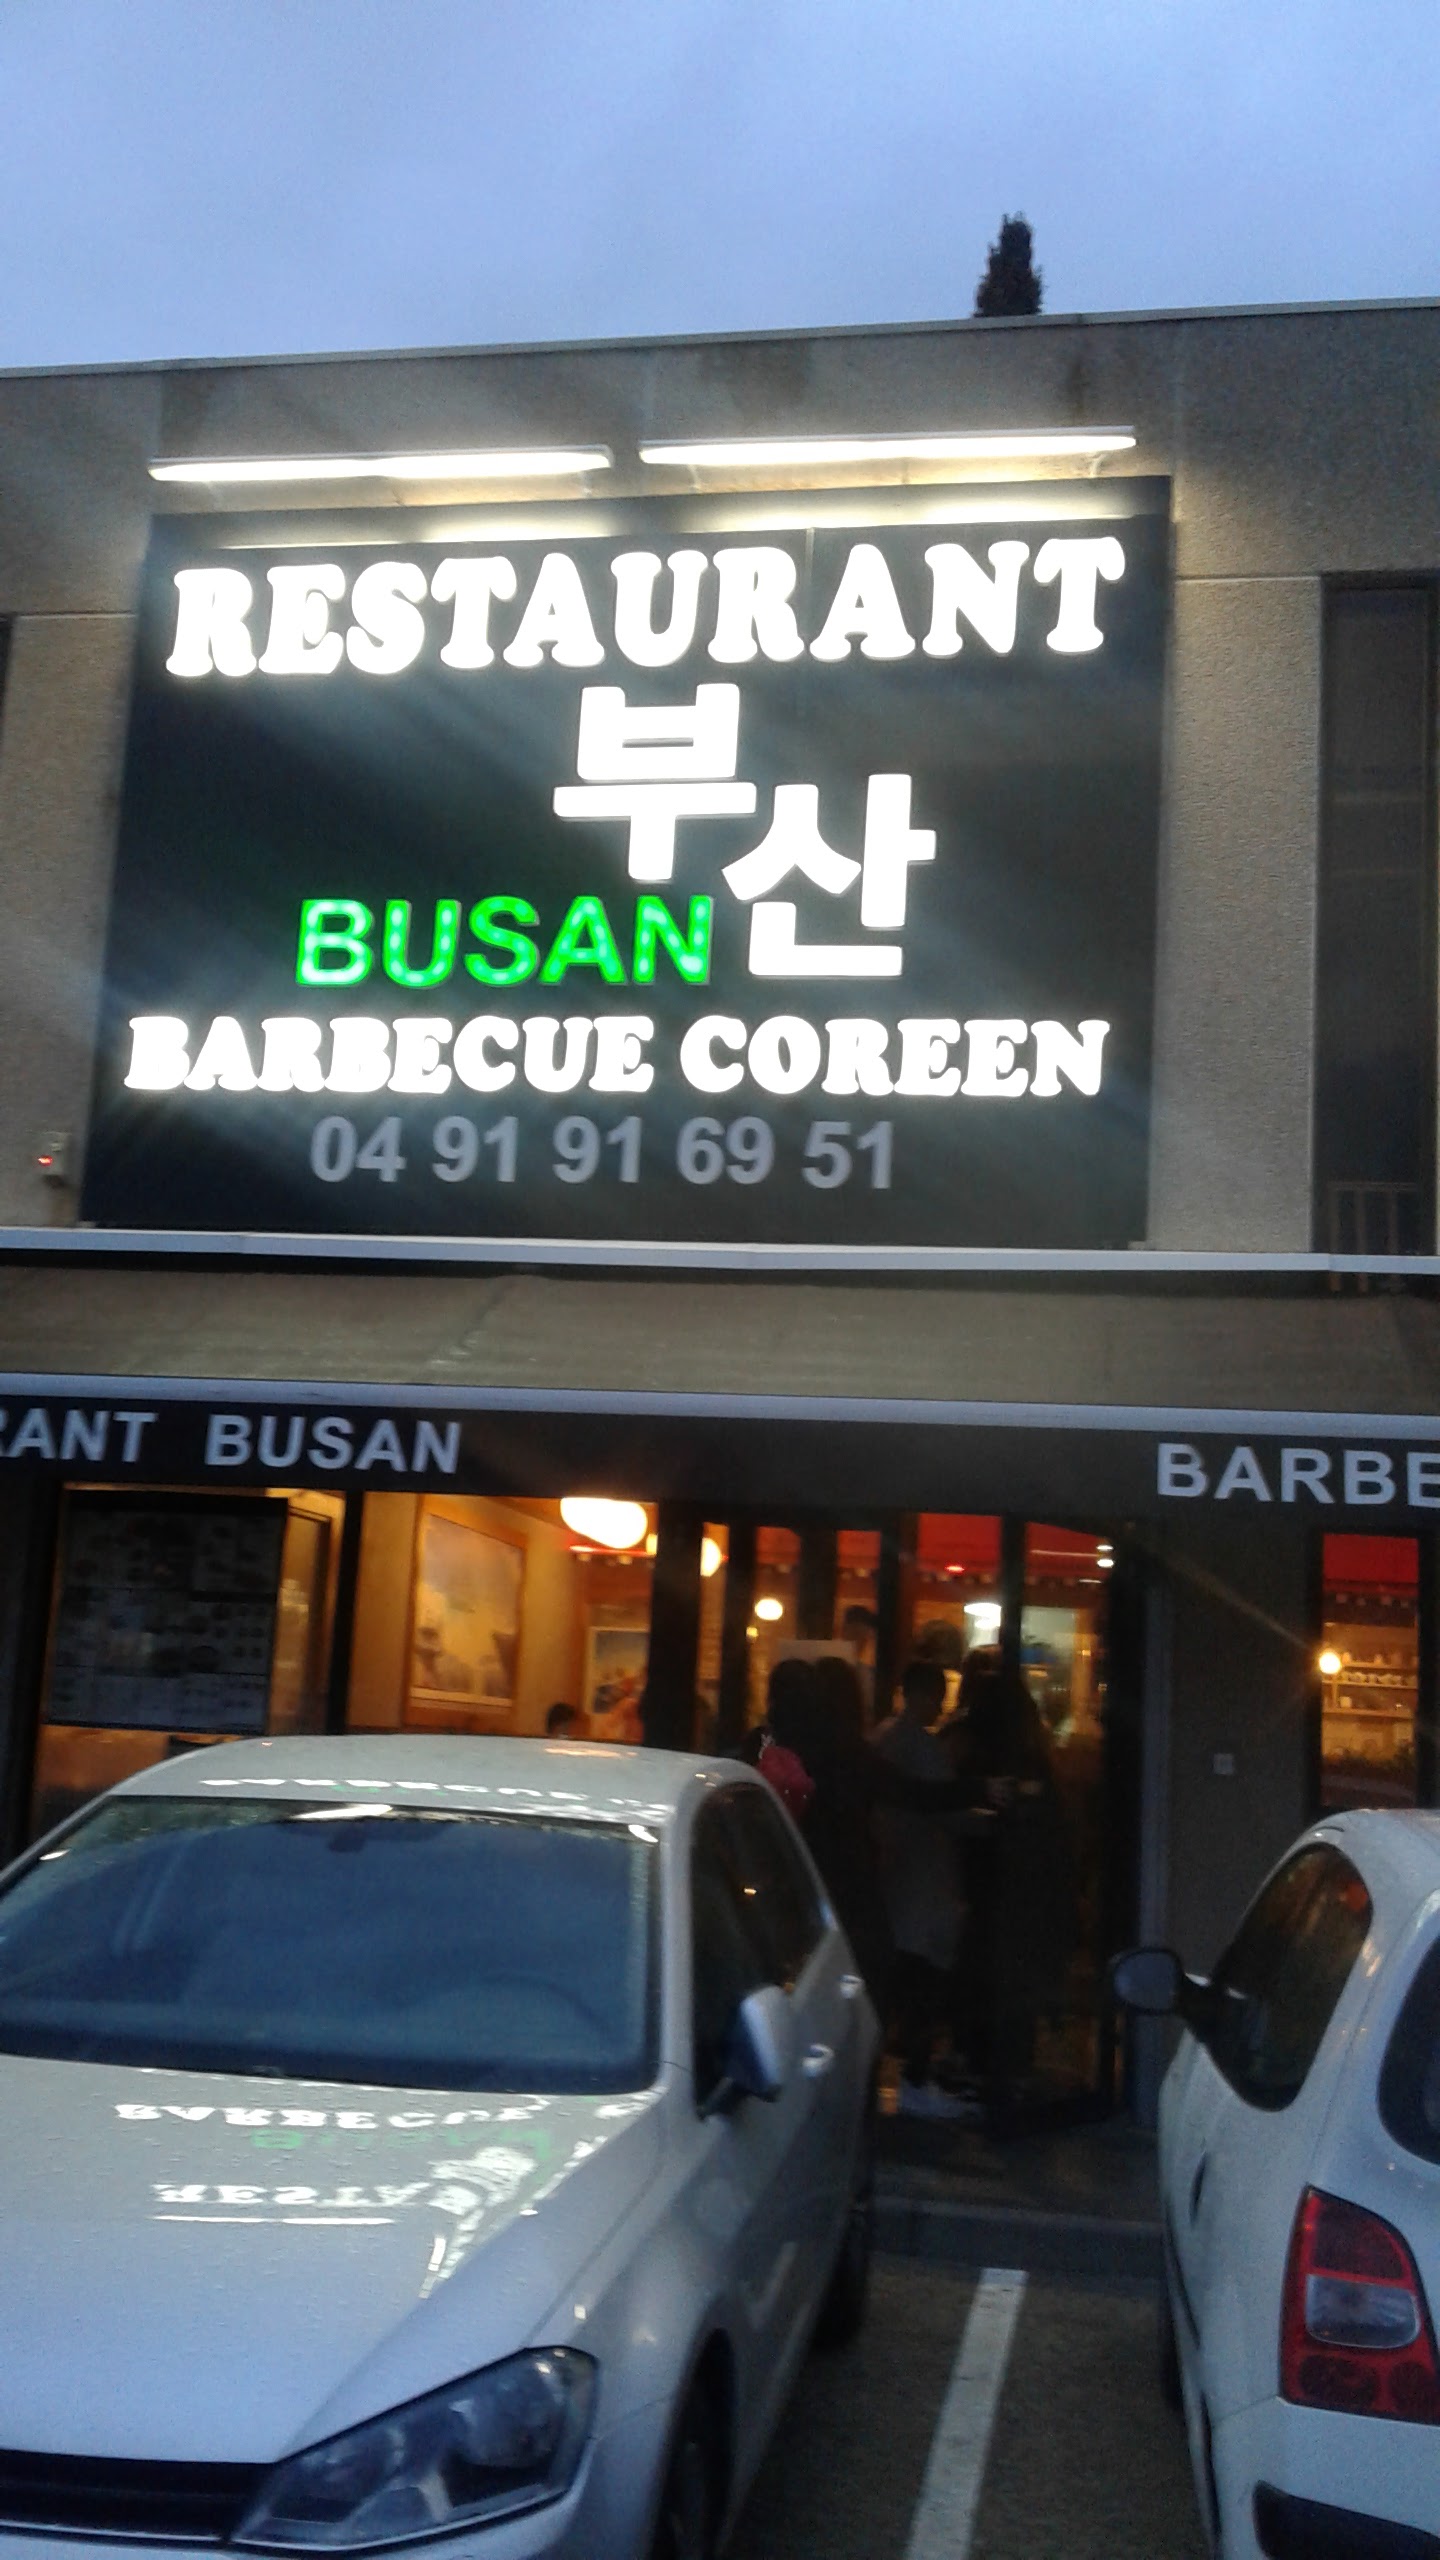 RESTAURANT
부산
BUSAN
BARBECUE COREEN
04 91 91 69 51
RANT BUSAN
BARBE